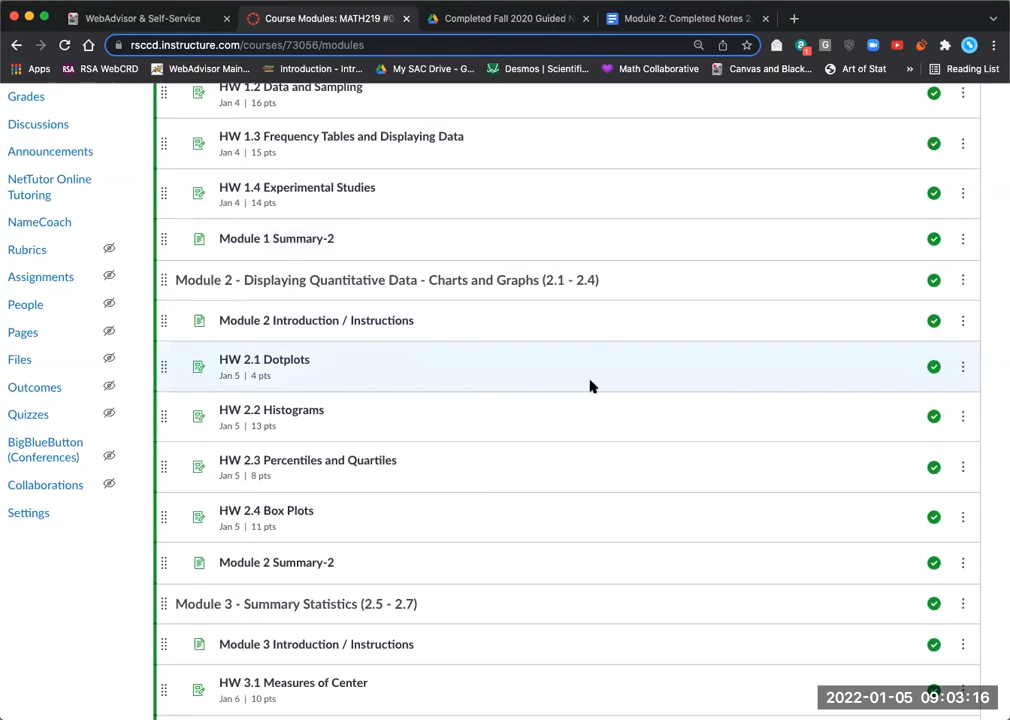 WebAdvisor & Self-Service
Course Modules: MATH219 #0
Completed Fall 2020 Guided N
Module 2: Completed Notes 2.
rsccd.instructure.com/courses/73056/modules
Apps
RSA RSA WebCRD
WebAdvisor Main...
Introduction - Intr...
My SAC Drive - G...
Desmos | Scientifi...
Math Collaborative
Canvas and Black...
Art of Stat
»
Reading List
Grades
Discussions
Announcements
NetTutor Online
Tutoring
NameCoach
Rubrics
Assignments
People
Pages
Files
Outcomes
Quizzes
BigBlueButton
(Conferences)
Collaborations
Settings
HW 1.2 Data and Sampling
Jan 4 | 16 pts
HW 1.3 Frequency Tables and Displaying Data
Jan 4 | 15 pts
HW 1.4 Experimental Studies
Jan 4 | 14 pts
Module 1 Summary-2
Module 2 - Displaying Quantitative Data - Charts and Graphs (2.1 - 2.4)
Module 2 Introduction / Instructions
HW 2.1 Dotplots
Jan 5 | 4 pts
HW 2.2 Histograms
Jan 5 | 13 pts
HW 2.3 Percentiles and Quartiles
Jan 5 | 8 pts
HW 2.4 Box Plots
Jan 5 | 11 pts
Module 2 Summary-2
Module 3 - Summary Statistics (2.5 - 2.7)
Module 3 Introduction / Instructions
HW 3.1 Measures of Center
Jan 6 | 10 pts
2022-01-05 09:03:16